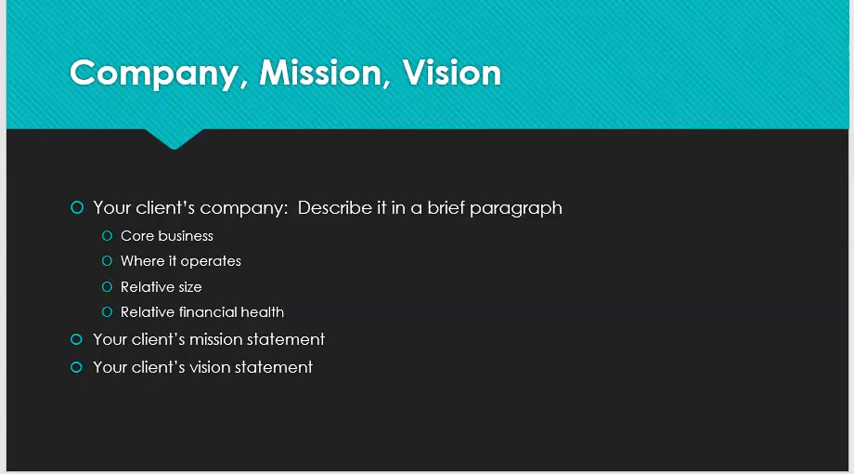 Company, Mission, Vision
Your client's company:  Describe it in a brief paragraph
Core business
Where it operates
Relative size
Relative financial health
Your client's mission statement
Your client's vision statement